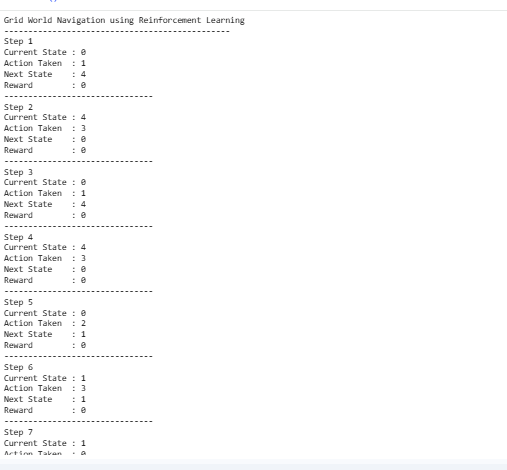 Grid World Navigation using Reinforcement Learning
---------------------------------------------
Step 1
Current State : 0
Action Taken  : 1
Next State    : 4
Reward        : 0
------------------------------
Step 2
Current State : 4
Action Taken  : 3
Next State    : 0
Reward        : 0
------------------------------
Step 3
Current State : 0
Action Taken  : 1
Next State    : 4
Reward        : 0
------------------------------
Step 4
Current State : 4
Action Taken  : 3
Next State    : 0
Reward        : 0
------------------------------
Step 5
Current State : 0
Action Taken  : 2
Next State    : 1
Reward        : 0
------------------------------
Step 6
Current State : 1
Action Taken  : 3
Next State    : 1
Reward        : 0
------------------------------
Step 7
Current State : 1
Action Taken  : 0